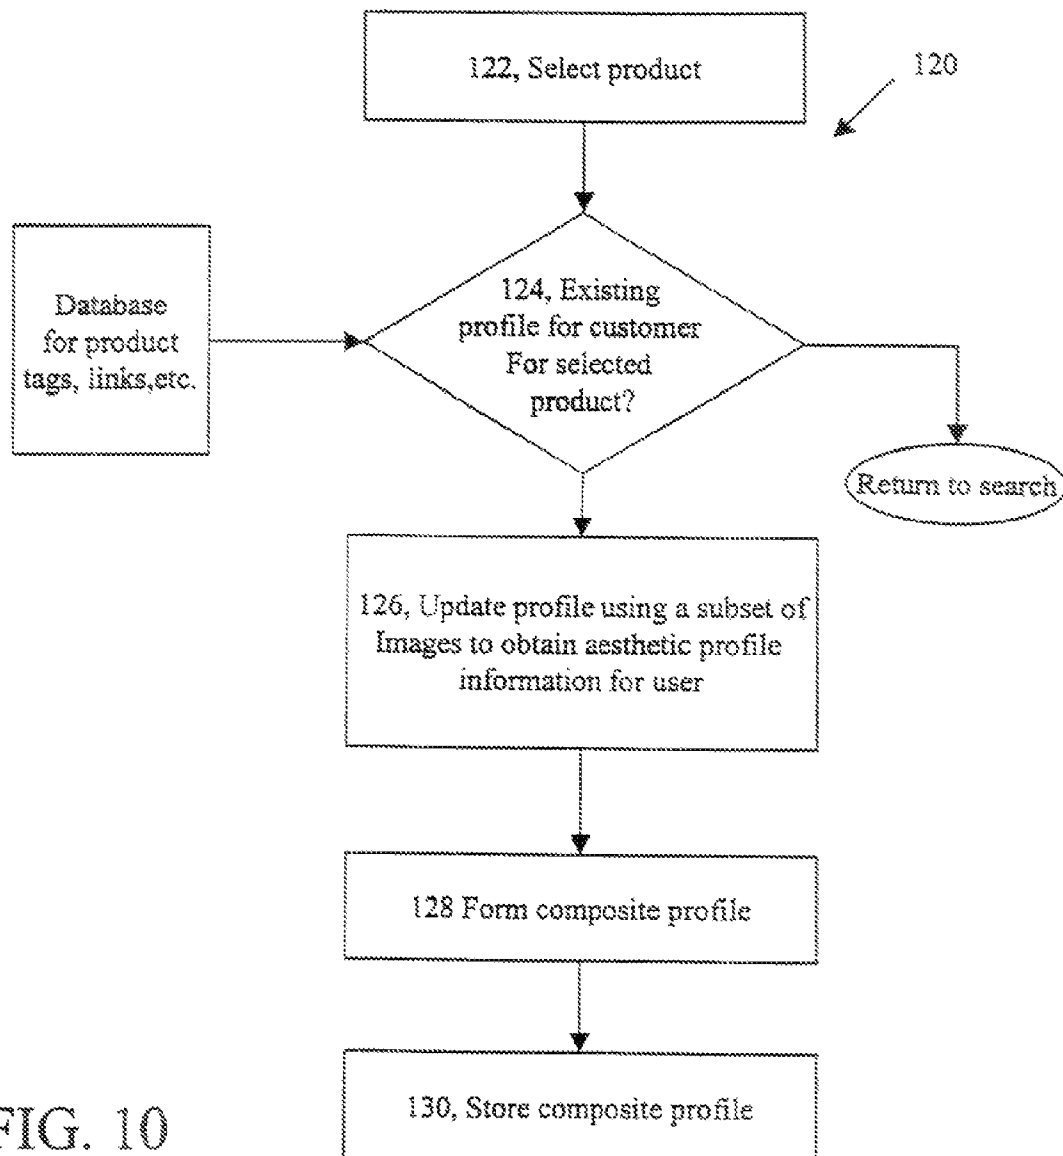 122, Select product
120
Database
for product
tags, links,etc.
124, Existing
profile for customer
For selected
product?
Return to search
126, Update profile using a subset of
Images to obtain aesthetic profile
information for user
128 Form composite profile
130, Store composite profile
FIG. 10